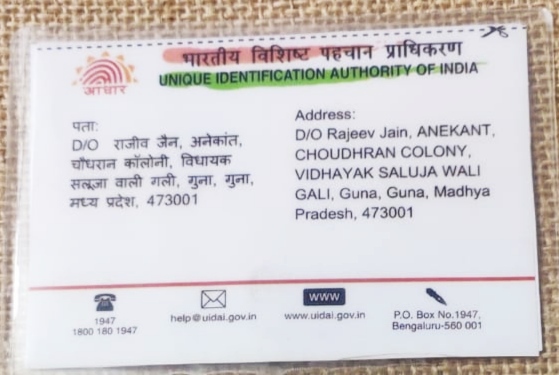 भारतीय विशिष्ट पहचान प्राधिकरण
UNIQUE IDENTIFICATION AUTHORITY OF INDIA
आधार
पता:
D/O राजीव जैन, अनेकांत,
चौधरान कॉलोनी, विधायक
सलूजा वाली गली, गुना, गुना,
मध्य प्रदेश, 473001
Address:
D/O Rajeev Jain, ANEKANT,
CHOUDHRAN COLONY,
VIDHAYAK SALUJA WALI
GALI, Guna, Guna, Madhya
Pradesh, 473001
1947
1800 180 1947
help@uidai.gov.in
www
www.uidai.gov.in
P.O. Box No.1947,
Bengaluru-560 001